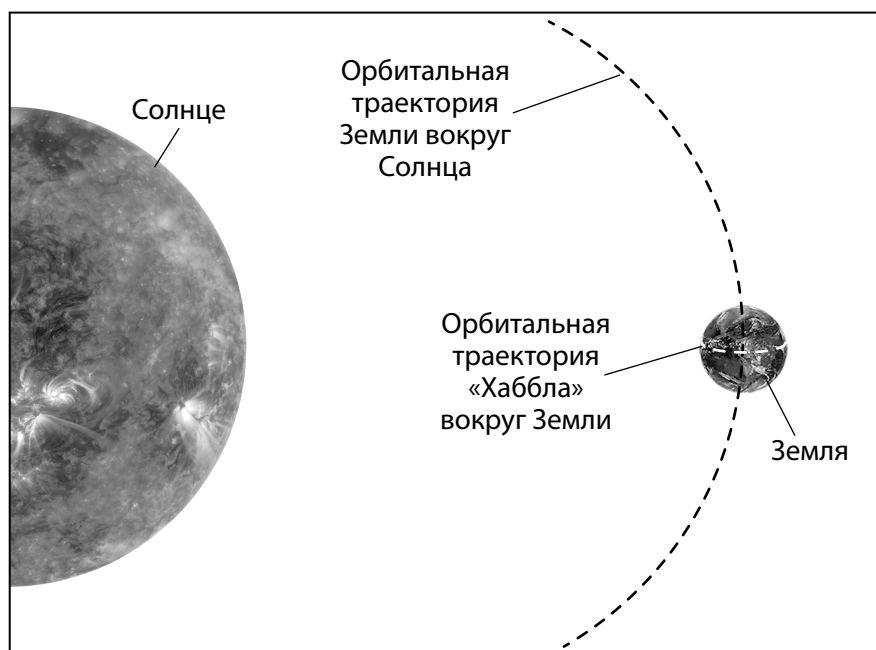 Солнце
Орбитальная
траектория
Земли вокруг
Солнца
Орбитальная
траектория
«Хаббла»
вокруг Земли
Земля